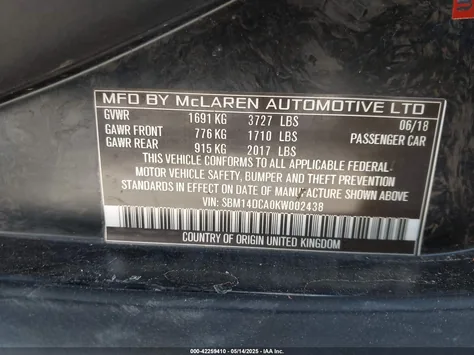 MFD BY McLAREN AUTOMOTIVE LTD
GVWR 1691 KG 3727 LBS 06/18
GAWR FRONT 776 KG 1710 LBS PASSENGER CAR
GAWR REAR 915 KG 2017 LBS
THIS VEHICLE CONFORMS TO ALL APPLICABLE FEDERAL
MOTOR VEHICLE SAFETY, BUMPER AND THEFT PREVENTION
STANDARDS IN EFFECT ON DATE OF MANUFACTURE SHOWN ABOVE
VIN: SBM14DCA0KW002438
COUNTRY OF ORIGIN UNITED KINGDOM
000-42259410 - 05/14/2025 - IAA Inc.